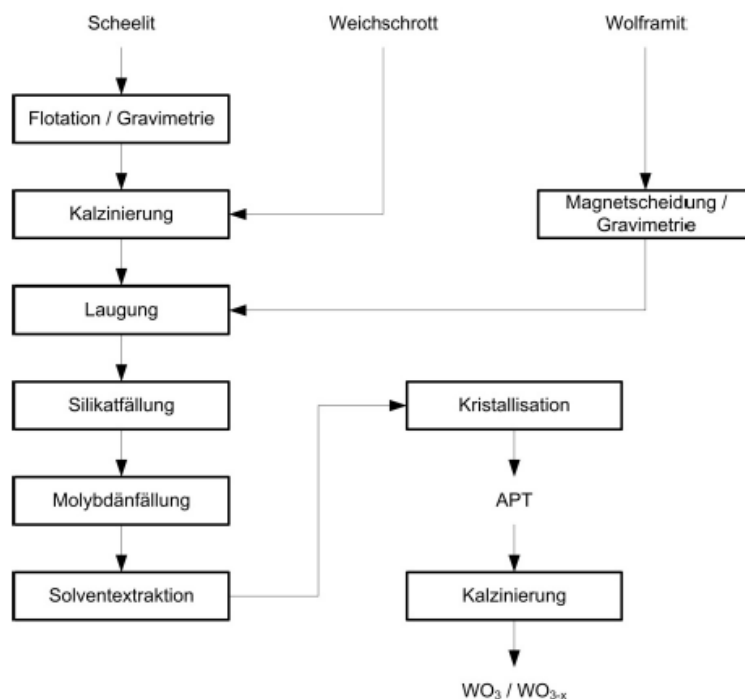 Scheelit
Weichschrott
Wolframit
Flotation / Gravimetrie
Kalzinierung
Magnetscheidung /
Gravimetrie
Laugung
Silikatfällung
Kristallisation
Molybdänfällung
APT
Solventextraktion
Kalzinierung
WO₃ / WO₃₋ₓ